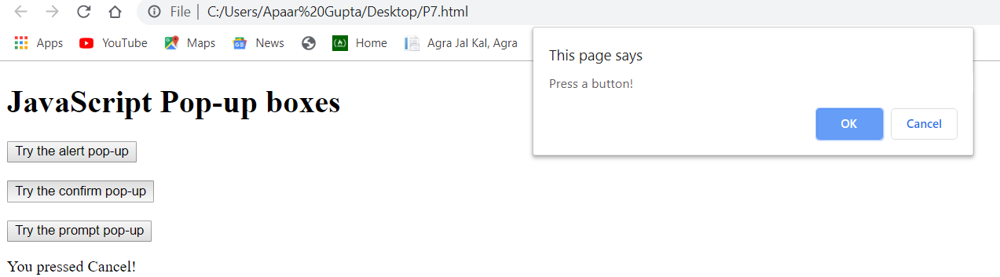 File | C:/Users/Apaar%20Gupta/Desktop/P7.html
Apps YouTube Maps News Home Agra Jal Kal, Agra
This page says
Press a button!
OK Cancel
JavaScript Pop-up boxes
Try the alert pop-up
Try the confirm pop-up
Try the prompt pop-up
You pressed Cancel!